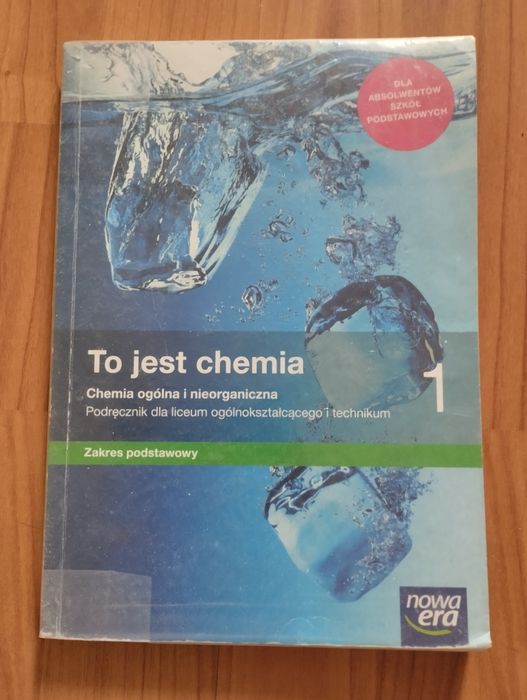 DLA
ABSOLWENTÓW
SZKÓŁ
PODSTAWOWYCH
To jest chemia
1
Chemia ogólna i nieorganiczna
Podręcznik dla liceum ogólnokształcącego i technikum
Zakres podstawowy
nowa
era